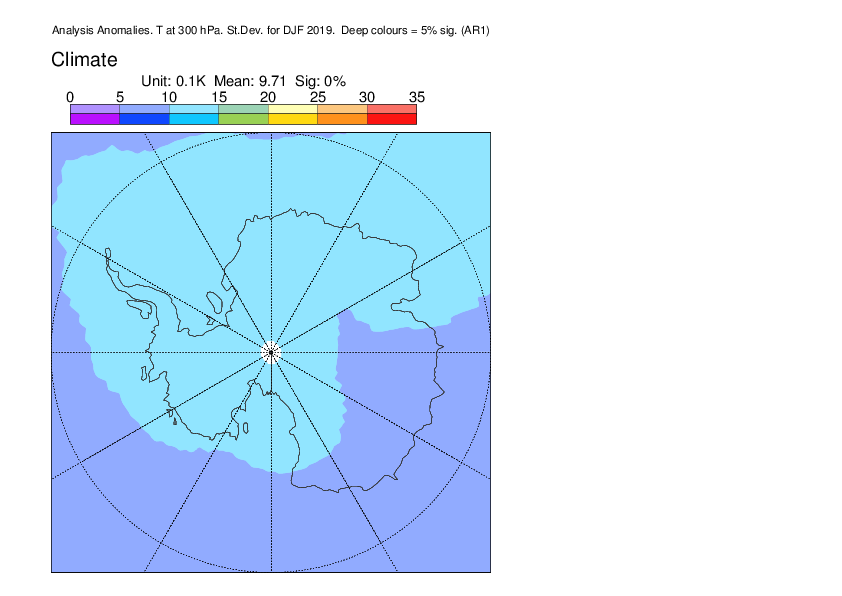 Analysis Anomalies. T at 300 hPa. St.Dev. for DJF 2019.  Deep colours = 5% sig. (AR1)
Climate
Unit: 0.1K  Mean: 9.71  Sig: 0%
0 5 10 15 20 25 30 35